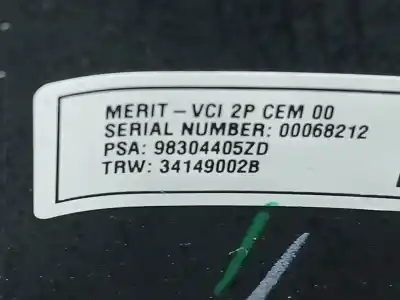 MERIT - VCI 2P CEM 00
SERIAL NUMBER: 00068212
PSA: 98304405ZD
TRW: 34149002B